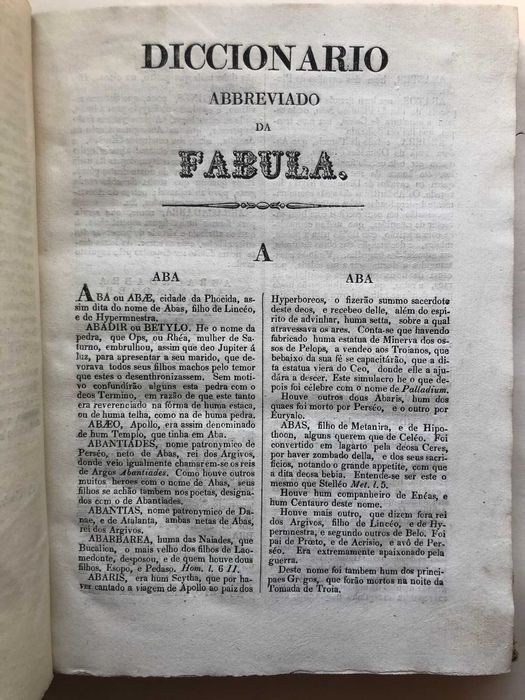 DICCIONARIO
ABBREVIADO
DA
FABULA.
A
ABA
ABA ou ABÆ, cidade da Phoeida, as-
sim dita do nome de Abas, filho de Lincéo,
e de Hypermnestra.
ABADIR ou BETYLO. He o nome da
pedra, que Ops, ou Rhéa, mulher de Sa-
turno, embrulhou, assim que deo Jupiter á
luz, para apresentar a seu marido, que de-
vorava todos seus filhos machos pelo temor
que estes o desenthronizassem. Sem moti-
vo confundirão alguns esta pedra com o
deos Termino, em razão de que este tanto
era reverenciado na fórma de huma estaca,
ou de huma telha, como na de huma pedra.
ABÆO, Apollo, era assim denominado
de hum Templo, que tinha em Aba.
ABANTIADES, nome patronymico de
Perséo, neto de Abas, rei dos Argivos,
donde veio igualmente chamarem-se os reis
de Argos Abantiades. Como houve outros
muitos heroes com o nome de Abas, seus
filhos se achão tambem nos poetas, designa-
dos com o de Abantiades.
ABANTIAS, nome patronymico de Da-
nae, e de Atalanta, ambas netas de Abas,
rei dos Argivos.
ABARBAREA, huma das Naiades, que
Bucalion, o mais velho dos filhos de Lao-
medonte, desposou, e de quem houve dous
filhos, Esopo, e Pedaso. Hom. l. 6 Il.
ABARIS, era hum Scytha, que por ha-
ver cantado a viagem de Apollo ao paiz dos
ABA
Hyperboreos, o fizerão summo sacerdote
deste deos, e recebeo delle, além do espi-
rito de advinhar, huma setta, sobre a qual
atravessava os ares. Conta-se que havendo
fabricado huma estatua de Minerva dos os-
sos de Pelops, a vendeo aos Troianos, que
debaixo da sua fé se capacitárão, que a di-
ta estatua viera do Ceo, donde elle a aju-
dára a descer. Este simulacro he o que de-
pois foi célebre com o nome de Palladium.
Houve outros dous Abaris, hum dos
quaes foi morto por Perséo, e o outro por
Euryalo.
ABAS, filho de Metanira, e de Hipo-
thoon, alguns querem que de Celéo. Foi
convertido em lagarto pela deosa Ceres,
por haver zombado della, e dos seus sacri-
ficios, notando o grande appetite, com que
a dita deosa bebia. Entende-se ser este o
mesmo que Stelléo Met. l. 5.
Houve hum companheiro de Enéas, e
hum Centauro deste nome.
Houve mais outro, que dizem fora rei
dos Argivos, filho de Lincéo, e de Hy-
permnestra, e segundo outros de Belo. Foi
pai de Prœto, e de Acrisio, e avô de Per-
séo. Era extremamente apaixonado pela
guerra.
Deste nome foi tambem hum dos princi-
paes Gregos, que forão mortos na noite da
Tomada de Troia.